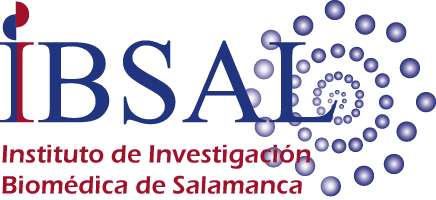 IBSAL
Instituto de Investigación
Biomédica de Salamanca